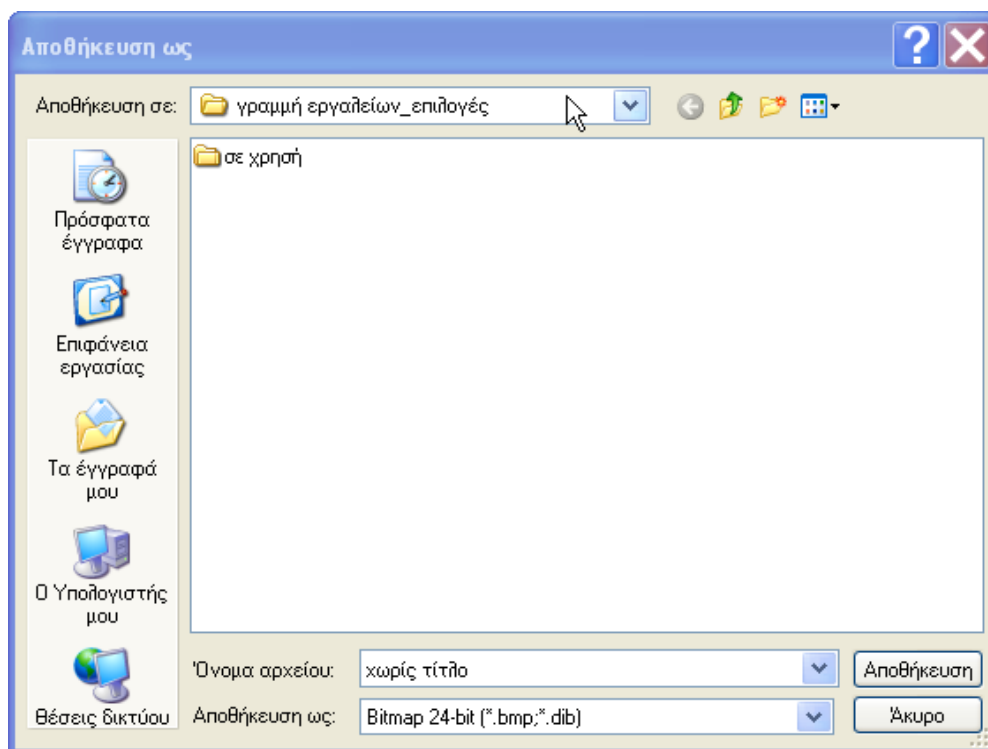 Αποθήκευση ως
Αποθήκευση σε: γραμμή εργαλείων_επιλογές
σε χρησή
Πρόσφατα
έγγραφα
Επιφάνεια
εργασίας
Τα έγγραφά
μου
Ο Υπολογιστής
μου
Θέσεις δικτύου
Όνομα αρχείου: χωρίς τίτλο Αποθήκευση
Αποθήκευση ως: Bitmap 24-bit (*.bmp;*.dib) Άκυρο